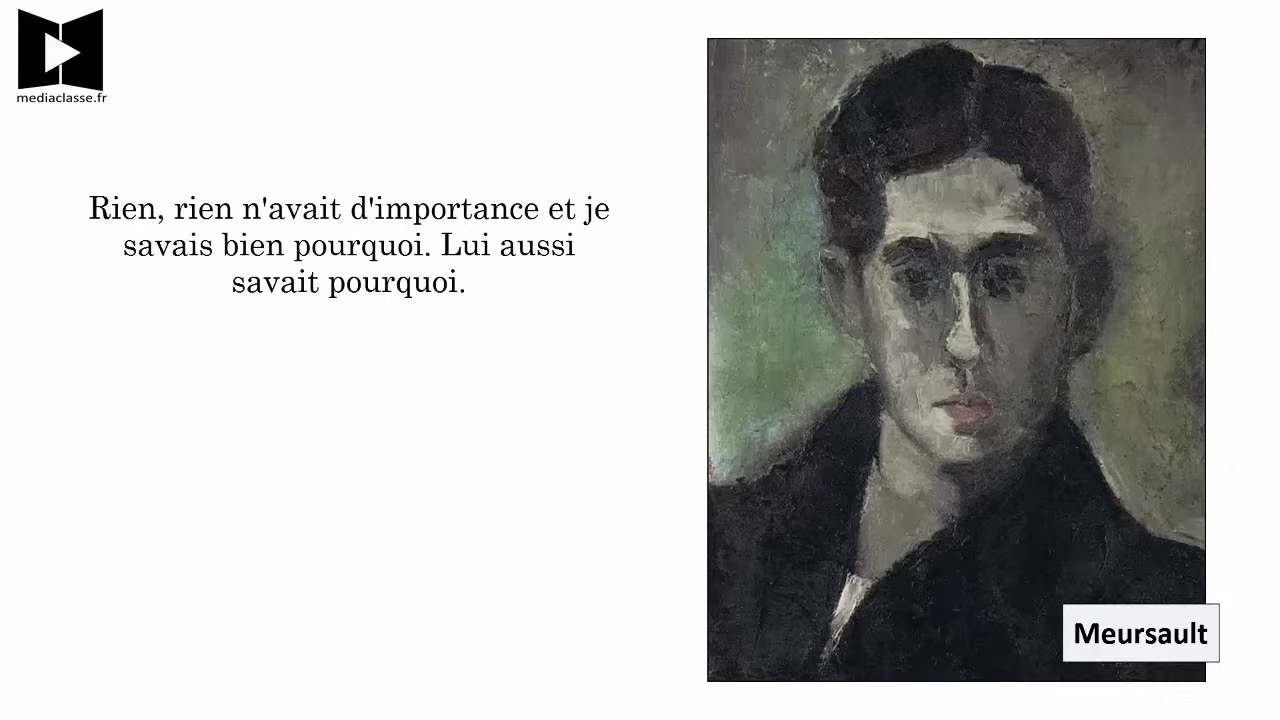 mediaclasse.fr
Rien, rien n'avait d'importance et je
savais bien pourquoi. Lui aussi
savait pourquoi.
Meursault